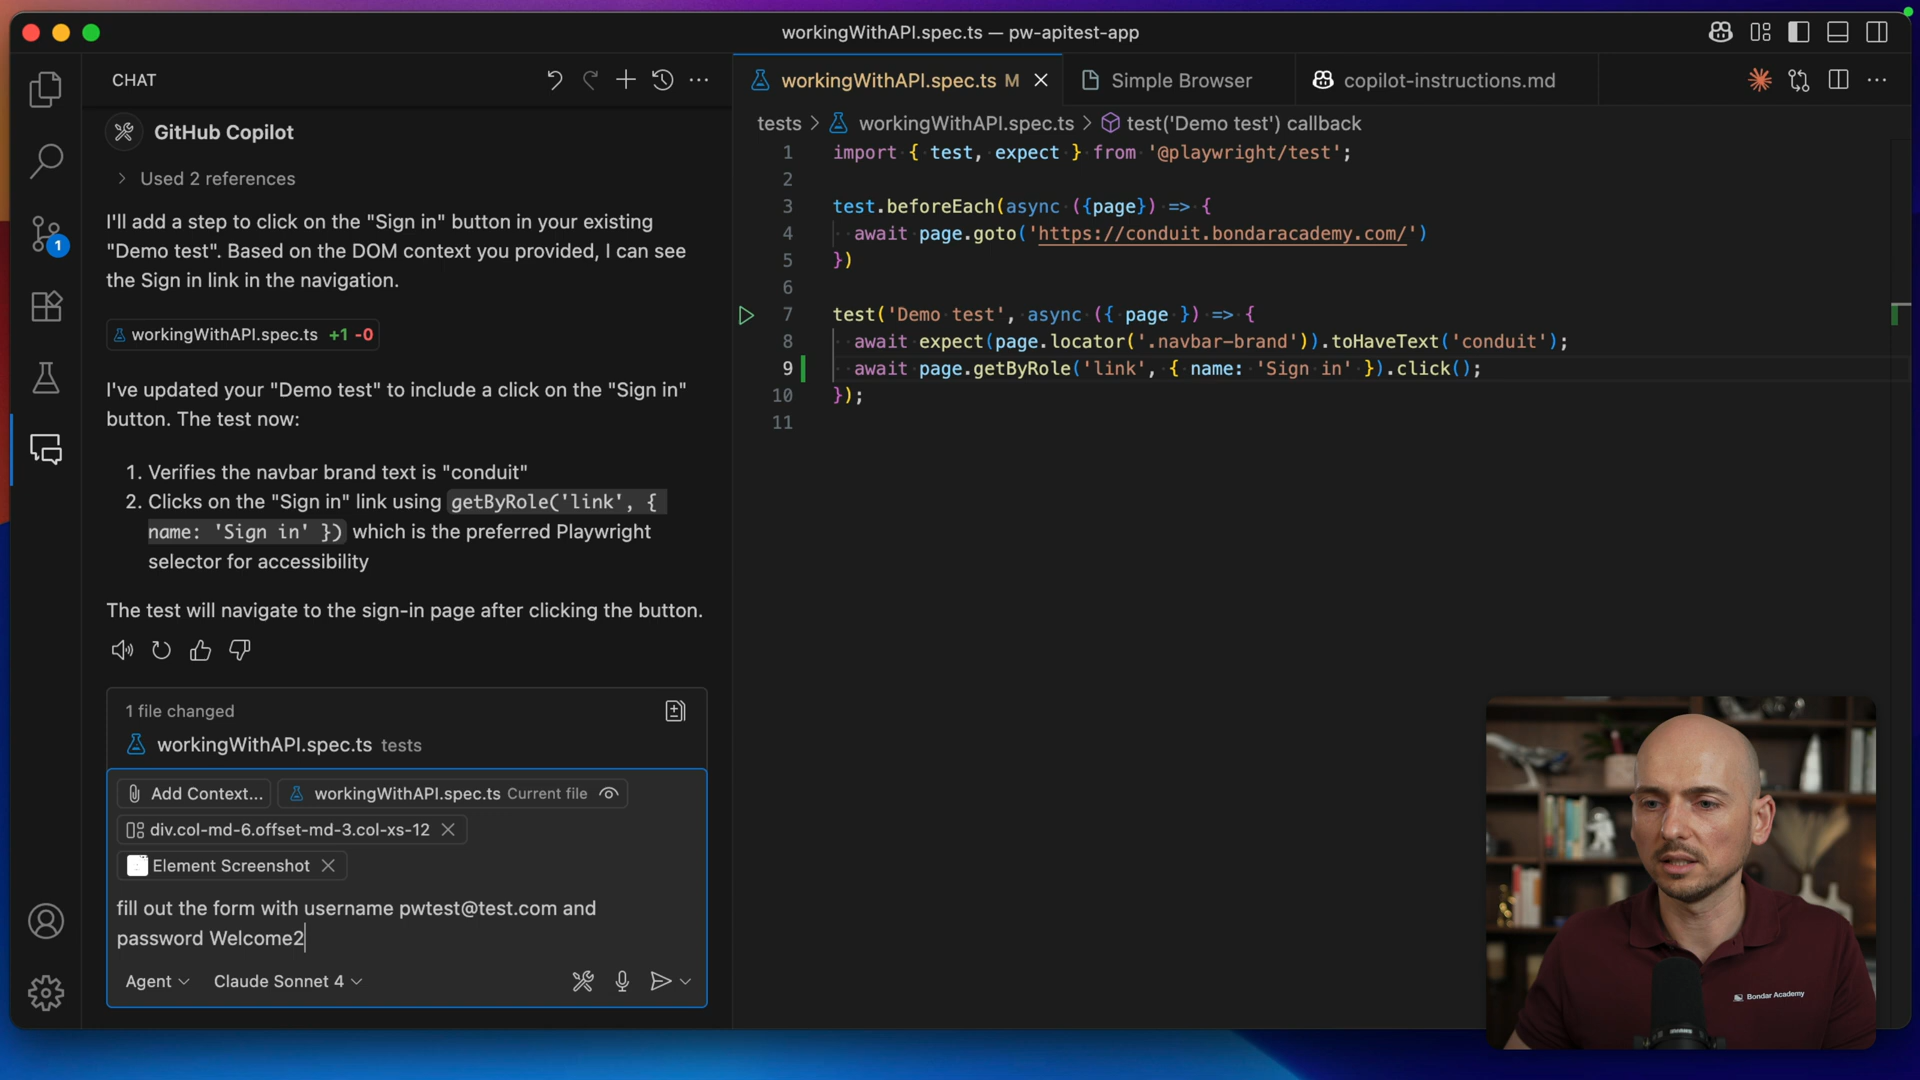 workingWithAPI.spec.ts — pw-apitest-app
CHAT
GitHub Copilot
Used 2 references
I'll add a step to click on the "Sign in" button in your existing
"Demo test". Based on the DOM context you provided, I can see
the Sign in link in the navigation.
workingWithAPI.spec.ts +1 -0
I've updated your "Demo test" to include a click on the "Sign in"
button. The test now:
1. Verifies the navbar brand text is "conduit"
2. Clicks on the "Sign in" link using getByRole('link', {
name: 'Sign in' }) which is the preferred Playwright
selector for accessibility
The test will navigate to the sign-in page after clicking the button.
1 file changed
workingWithAPI.spec.ts tests
Add Context... workingWithAPI.spec.ts Current file
div.col-md-6.offset-md-3.col-xs-12
Element Screenshot
fill out the form with username pwtest@test.com and
password Welcome2
Agent Claude Sonnet 4
1
workingWithAPI.spec.ts M Simple Browser copilot-instructions.md
tests > workingWithAPI.spec.ts > test('Demo test') callback
1 import { test, expect } from '@playwright/test';
2
3 test.beforeEach(async ({page}) => {
4 await page.goto('https://conduit.bondaracademy.com/')
5 })
6
7 test('Demo test', async ({ page }) => {
8 await expect(page.locator('.navbar-brand')).toHaveText('conduit');
9 await page.getByRole('link', { name: 'Sign in' }).click();
10 });
11
Bondar Academy